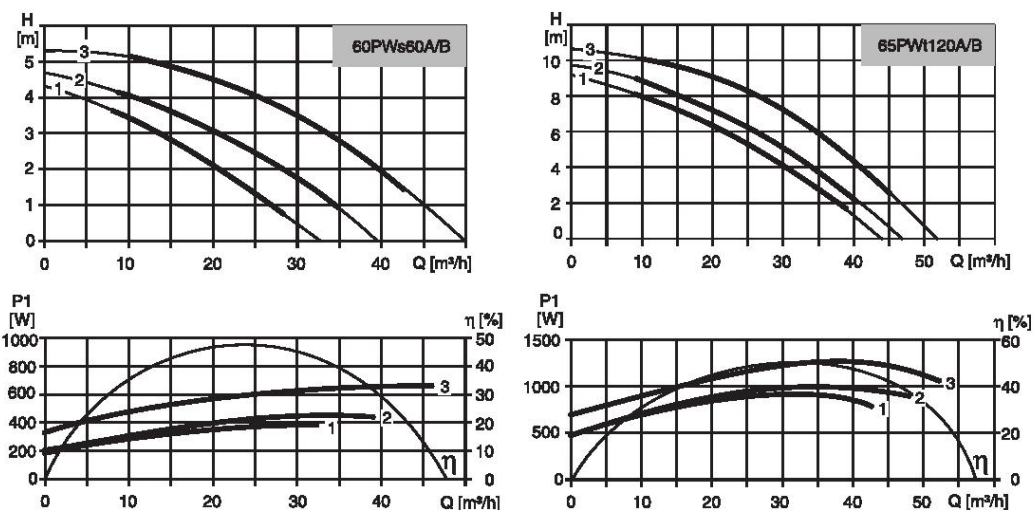 H
[m]
60PWs60A/B
5
4
3
2
1
0
3
2
1
0 10 20 30 40 Q [m³/h]
H
[m]
65PWt120A/B
10
8
6
4
2
0
3
2
1
0 10 20 30 40 50 Q [m³/h]
P1
[W]
η [%]
1000 50
800 40
600 30
400 20
200 10
0 0
3
2
1
η
0 10 20 30 40 Q [m³/h]
P1
[W]
η [%]
1500 60
1000 40
500 20
0 0
3
2
1
η
0 10 20 30 40 50 Q [m³/h]